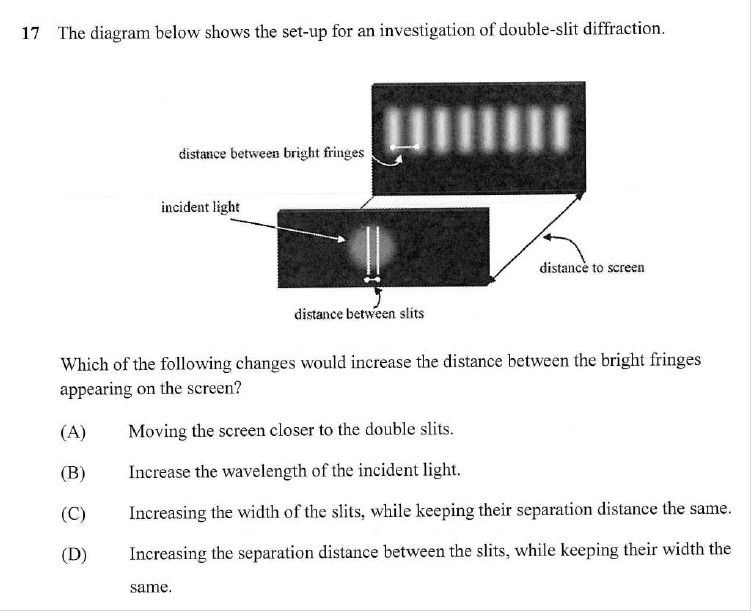 17 The diagram below shows the set-up for an investigation of double-slit diffraction.
distance between bright fringes
incident light
distance to screen
distance between slits
Which of the following changes would increase the distance between the bright fringes
appearing on the screen?
(A) Moving the screen closer to the double slits.
(B) Increase the wavelength of the incident light.
(C) Increasing the width of the slits, while keeping their separation distance the same.
(D) Increasing the separation distance between the slits, while keeping their width the
same.